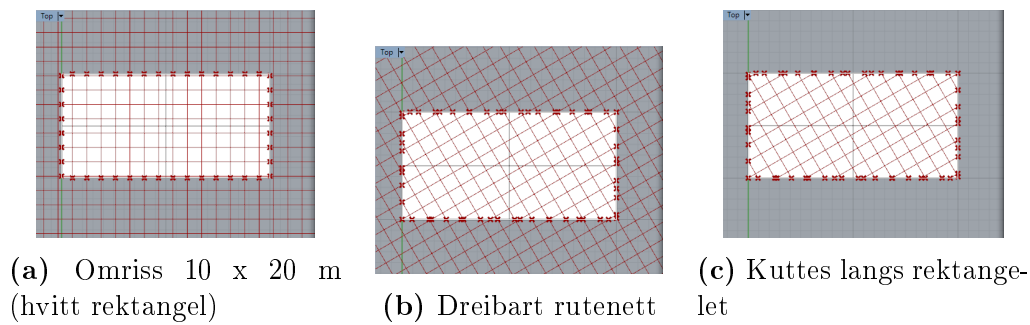 Top
Top
Top
(a) Omriss 10 x 20 m
(hvitt rektangel)
(b) Dreibart rutenett
(c) Kuttes langs rektange-
let